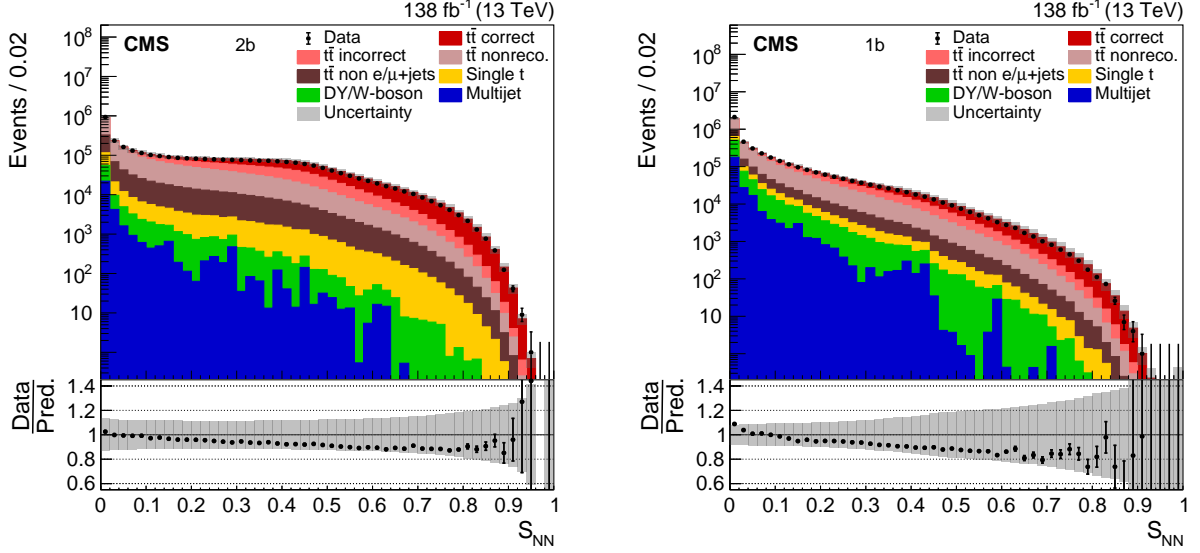 138 fb⁻¹ (13 TeV)
CMS 2b
Data
tt̄ correct
tt̄ incorrect
tt̄ nonreco.
tt̄ non e/μ+jets
Single t
DY/W-boson
Multijet
Uncertainty
Events / 0.02
10⁸
10⁷
10⁶
10⁵
10⁴
10³
10²
10
Data
Pred.
1.4
1.2
1
0.8
0.6
0 0.1 0.2 0.3 0.4 0.5 0.6 0.7 0.8 0.9 1
S_NN
138 fb⁻¹ (13 TeV)
CMS 1b
Data
tt̄ correct
tt̄ incorrect
tt̄ nonreco.
tt̄ non e/μ+jets
Single t
DY/W-boson
Multijet
Uncertainty
Events / 0.02
10⁸
10⁷
10⁶
10⁵
10⁴
10³
10²
10
Data
Pred.
1.4
1.2
1
0.8
0.6
0 0.1 0.2 0.3 0.4 0.5 0.6 0.7 0.8 0.9 1
S_NN